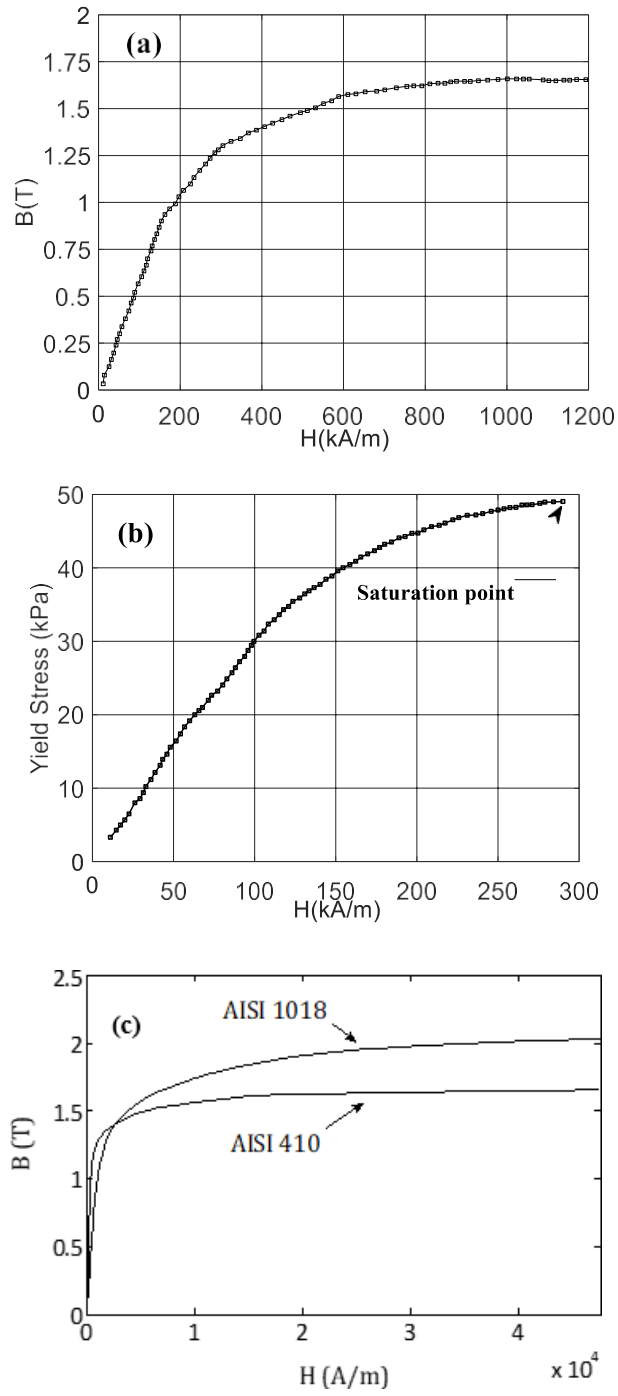 2
(a)
1.75
1.5
1.25
1
0.75
0.5
0.25
0
B(T)
0 200 400 600 800 1000 1200
H(kA/m)
50
(b)
40
Saturation point
30
20
10
0
Yield Stress (kPa)
0 50 100 150 200 250 300
H(kA/m)
2.5
(c)
AISI 1018
2
1.5
AISI 410
1
0.5
0
B (T)
0 1 2 3 4
x 10⁴
H (A/m)